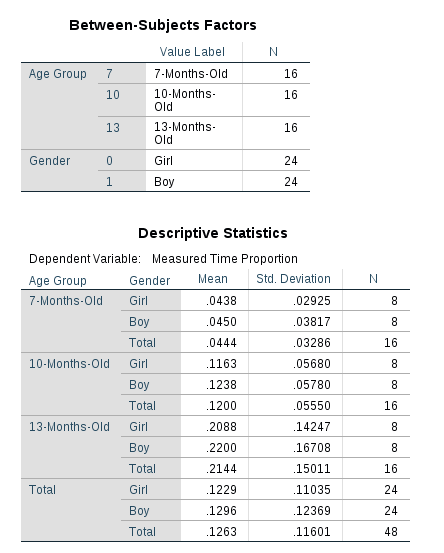 Between-Subjects Factors
Value Label N
Age Group 7 7-Months-Old 16
10 10-Months-
Old 16
13 13-Months-
Old 16
Gender 0 Girl 24
1 Boy 24
Descriptive Statistics
Dependent Variable: Measured Time Proportion
Age Group Gender Mean Std. Deviation N
7-Months-Old Girl .0438 .02925 8
Boy .0450 .03817 8
Total .0444 .03286 16
10-Months-Old Girl .1163 .05680 8
Boy .1238 .05780 8
Total .1200 .05550 16
13-Months-Old Girl .2088 .14247 8
Boy .2200 .16708 8
Total .2144 .15011 16
Total Girl .1229 .11035 24
Boy .1296 .12369 24
Total .1263 .11601 48